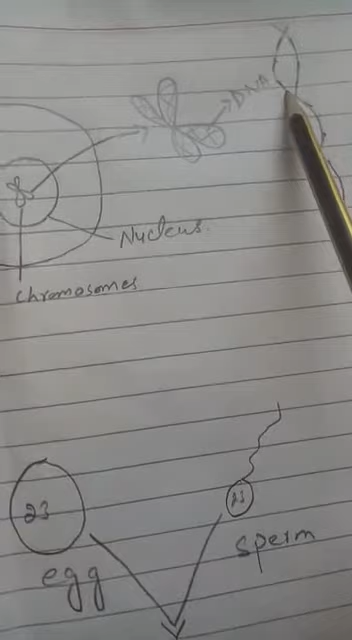 DNA
Nucleus.
Chromosomes
23
23
egg
sperm